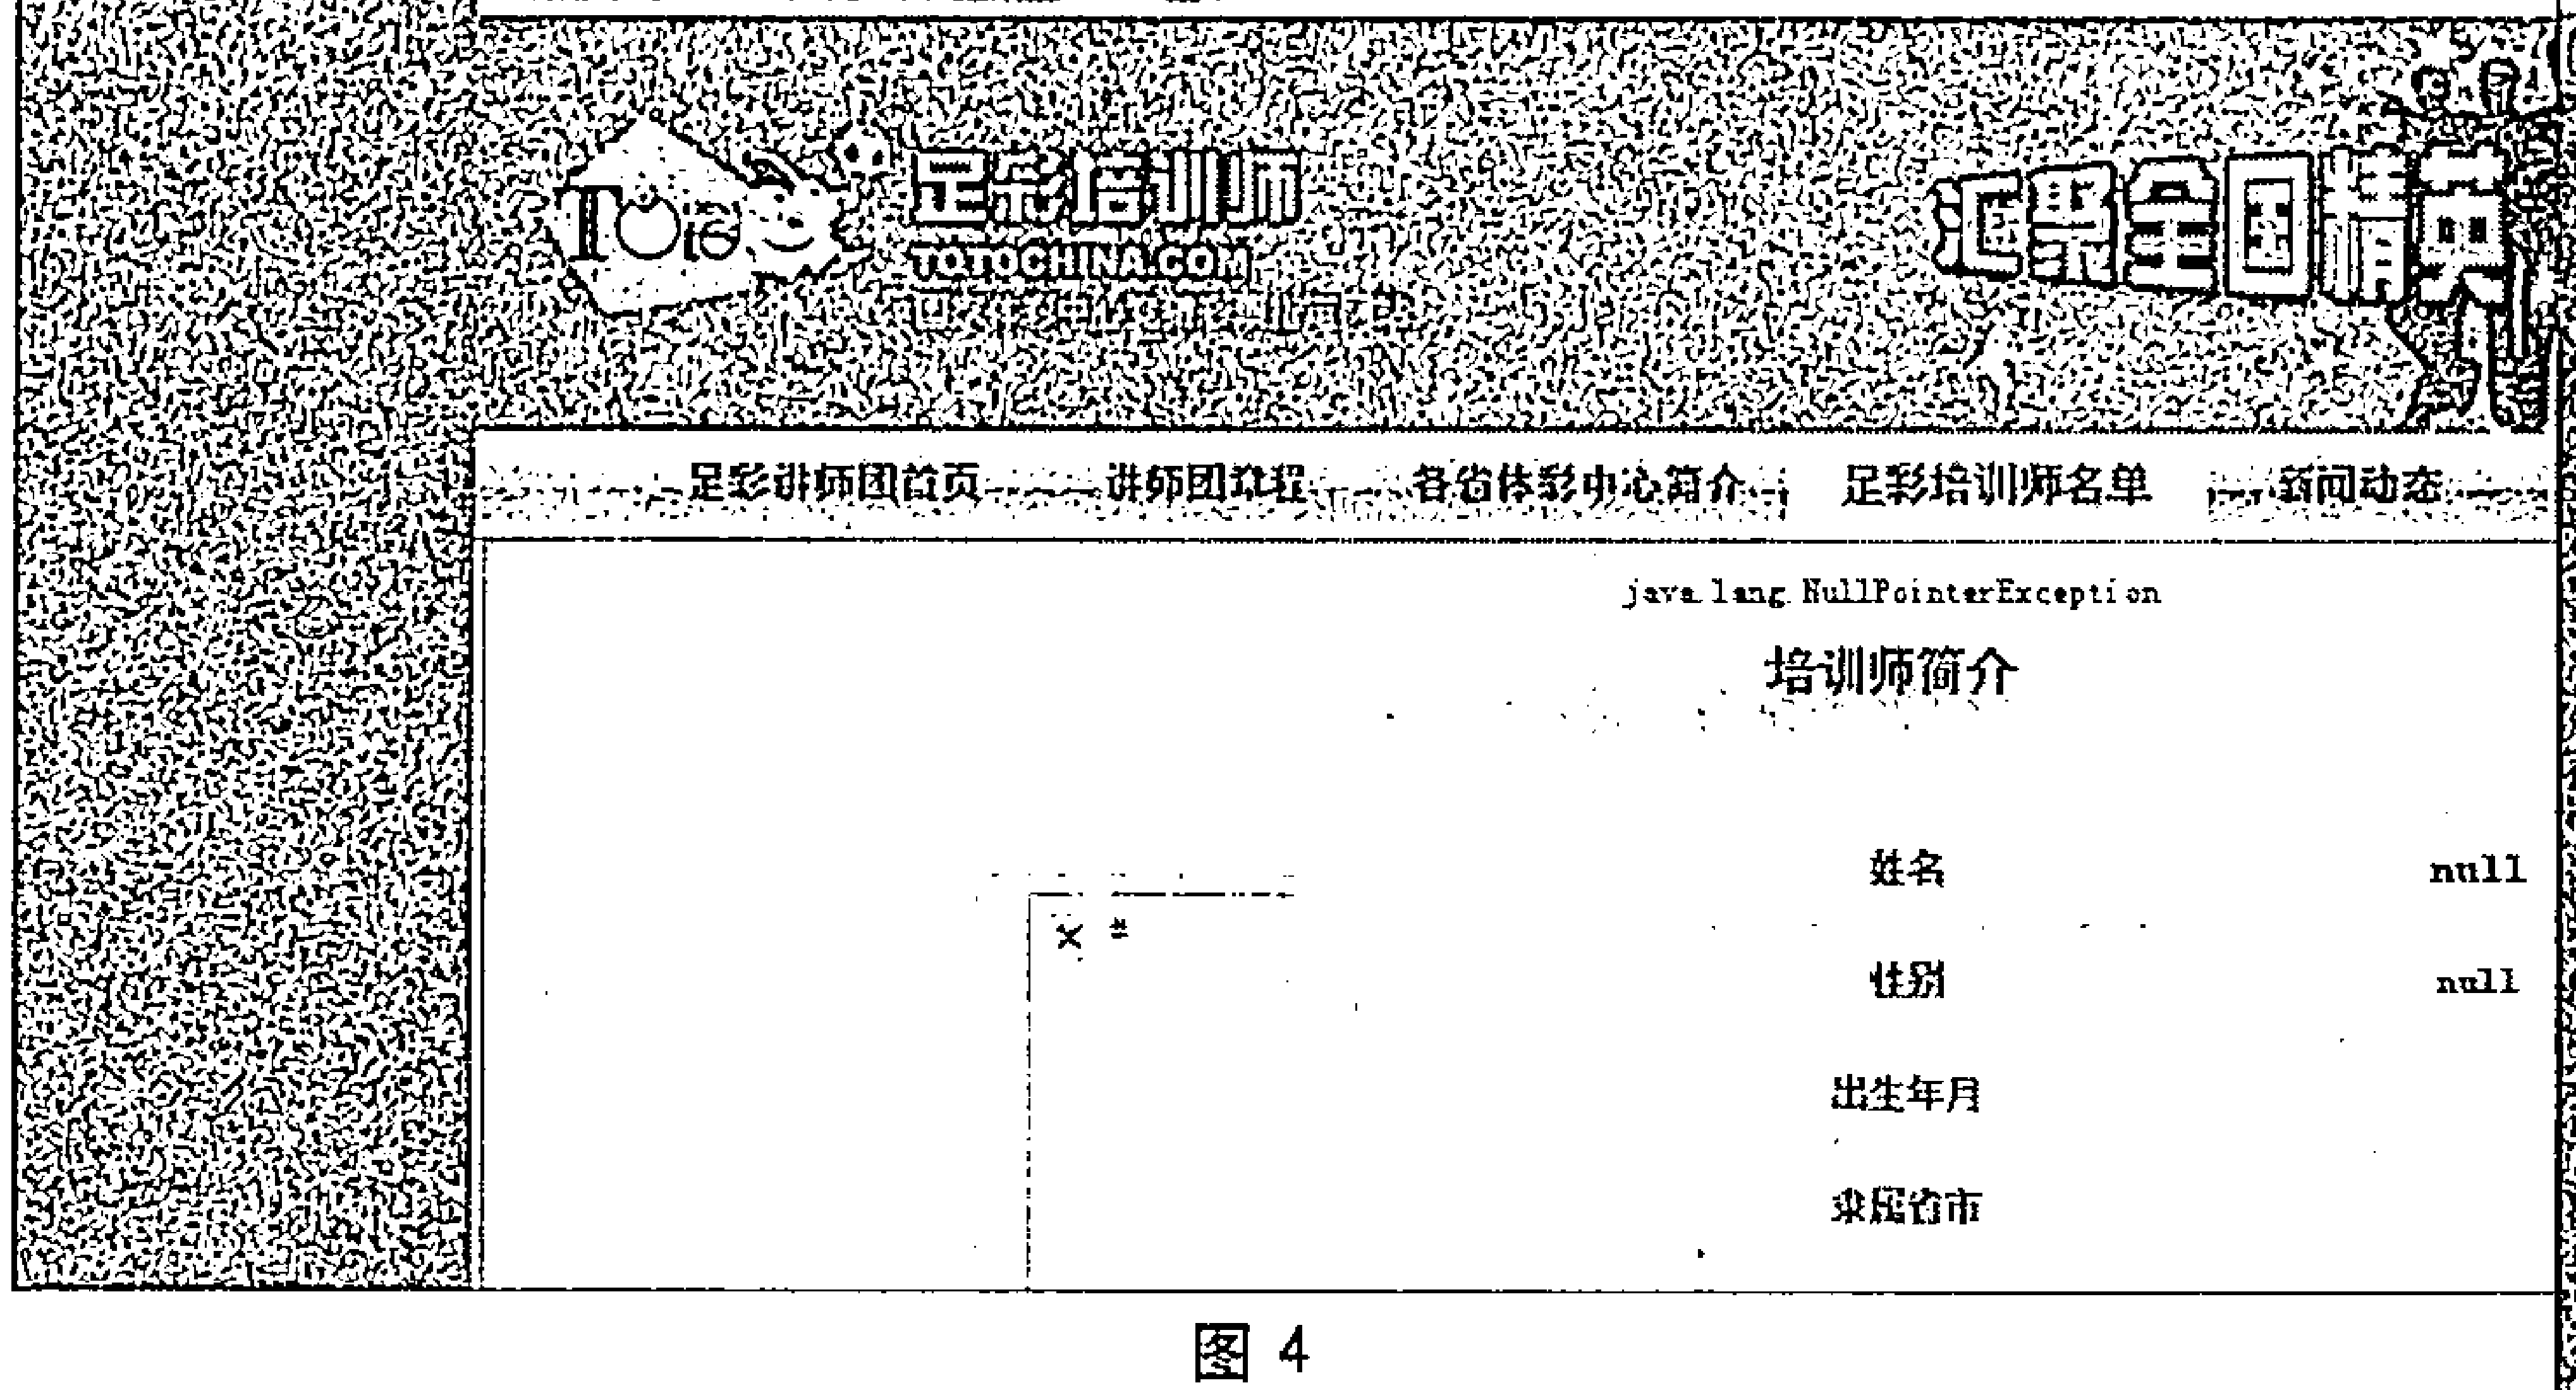 足彩培训师
TOTOCHINA.COM
汇聚全国精英
足彩讲师团首页 讲师团章程 各省体彩中心简介 足彩培训师名单 新闻动态
java.lang.NullPointerException
培训师简介
姓名 null
性别 null
出生年月
隶属省市
图 4